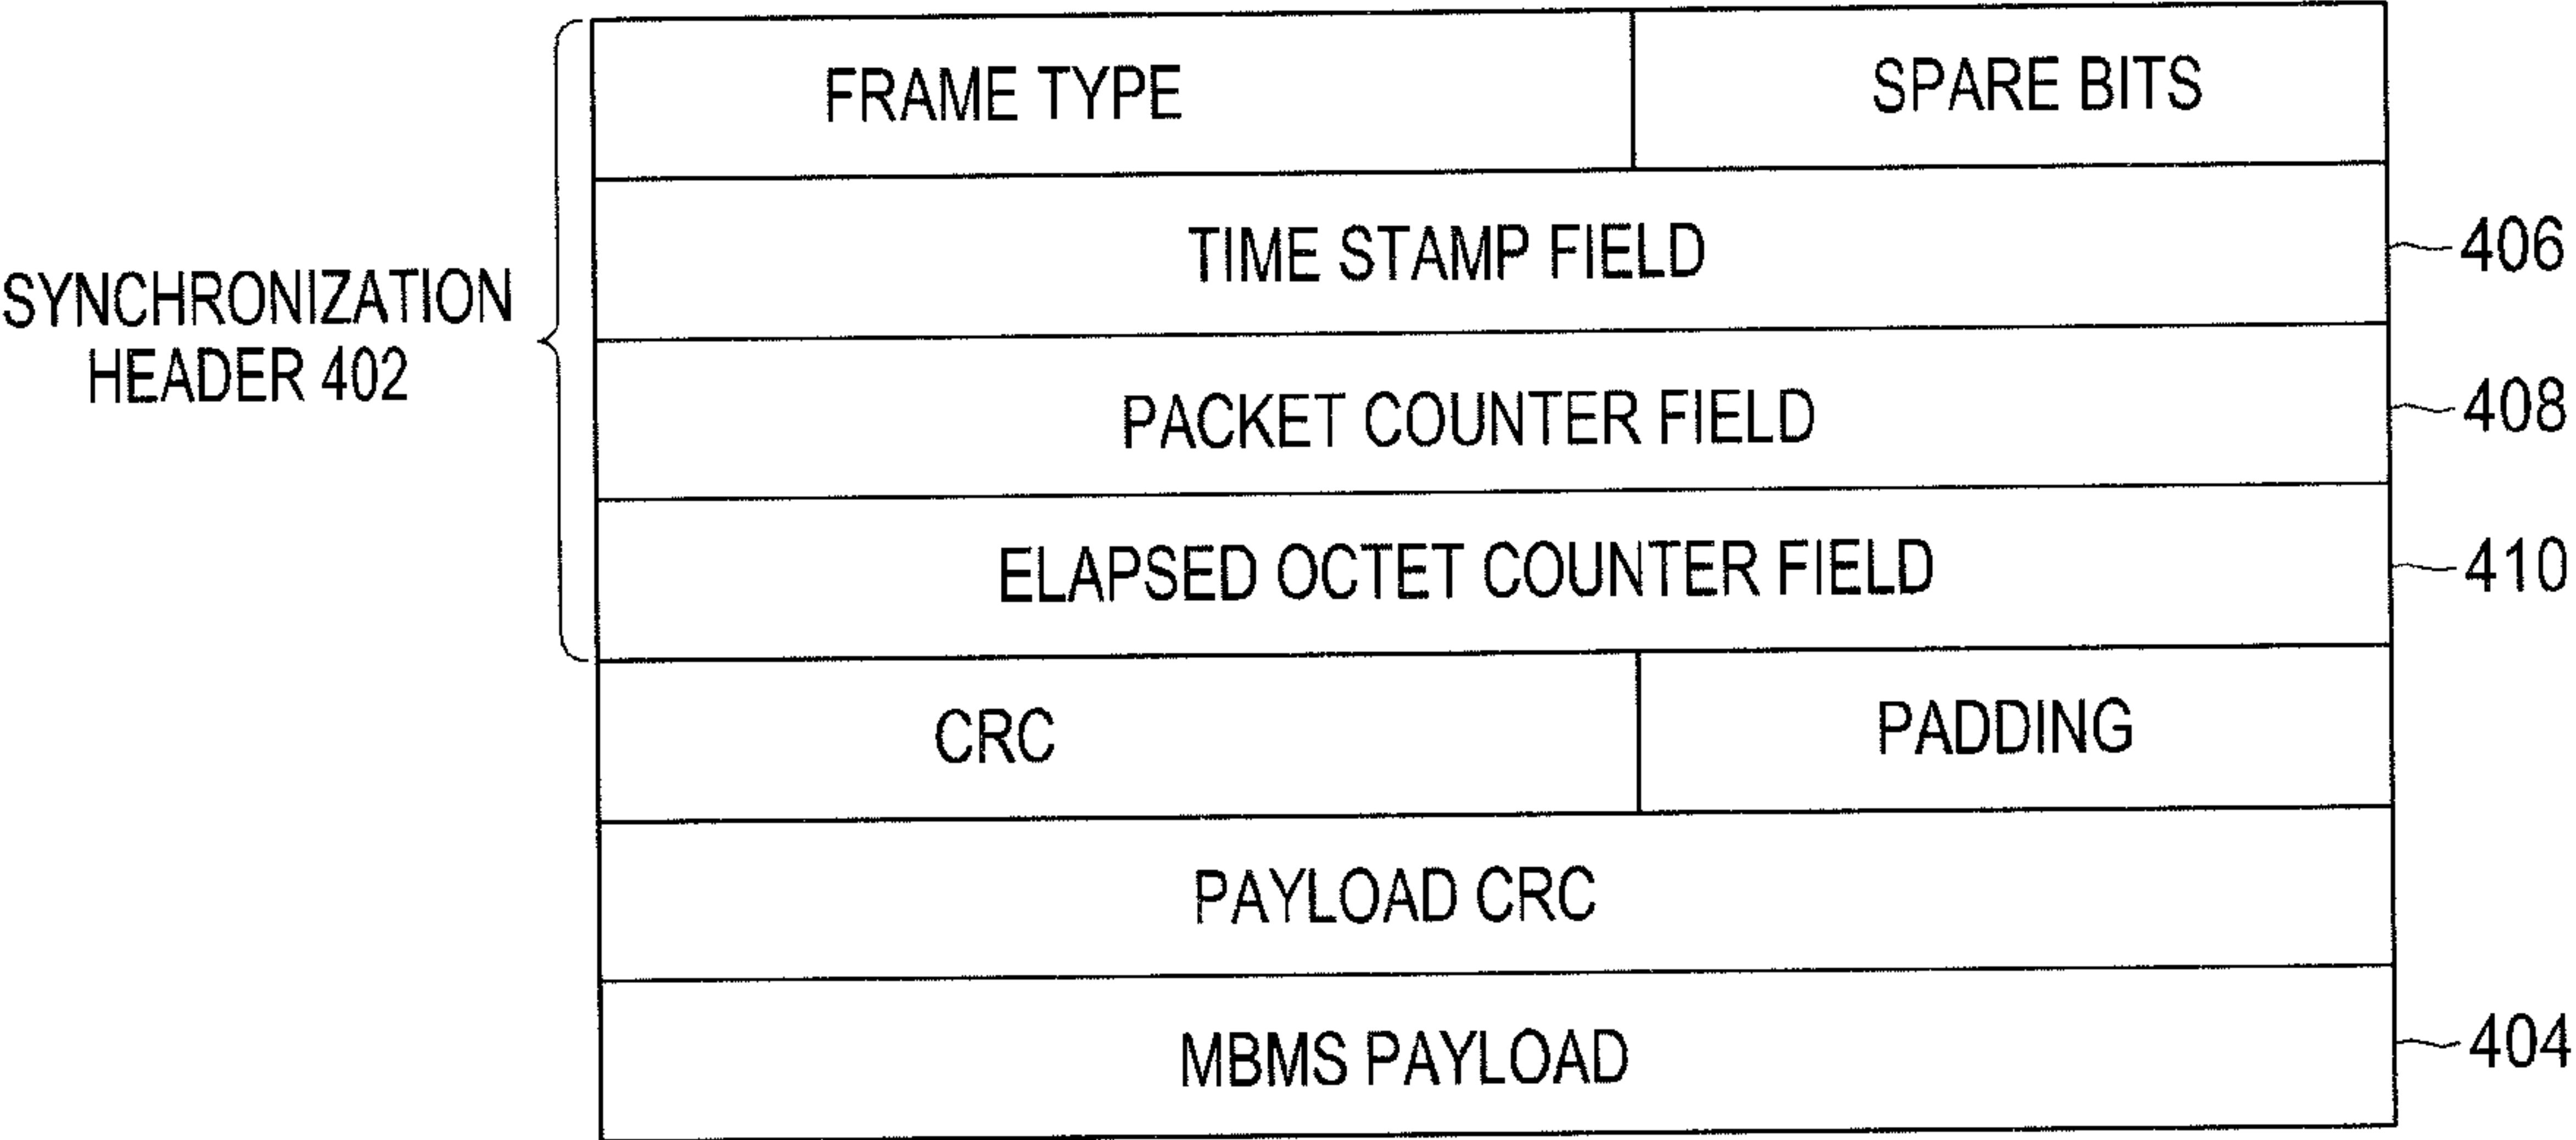 FRAME TYPE SPARE BITS
TIME STAMP FIELD 406
SYNCHRONIZATION
HEADER 402
PACKET COUNTER FIELD 408
ELAPSED OCTET COUNTER FIELD 410
CRC PADDING
PAYLOAD CRC
MBMS PAYLOAD 404